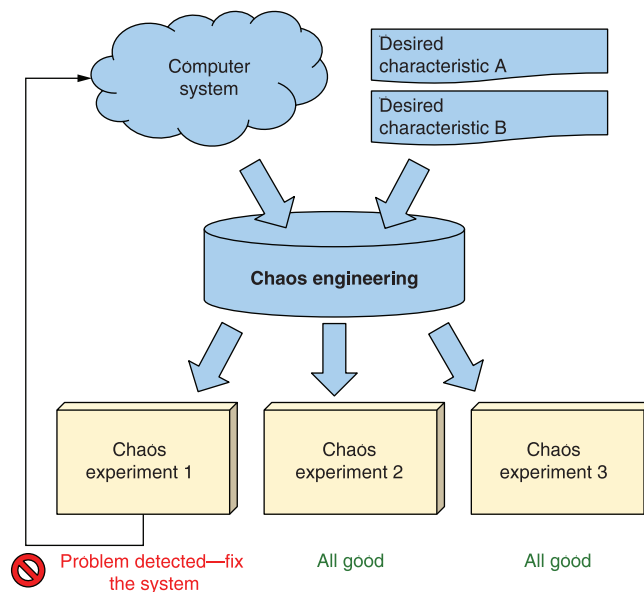 Computer
system
Desired
characteristic A
Desired
characteristic B
Chaos engineering
Chaos
experiment 1
Chaos
experiment 2
Chaos
experiment 3
Problem detected—fix
the system
All good
All good